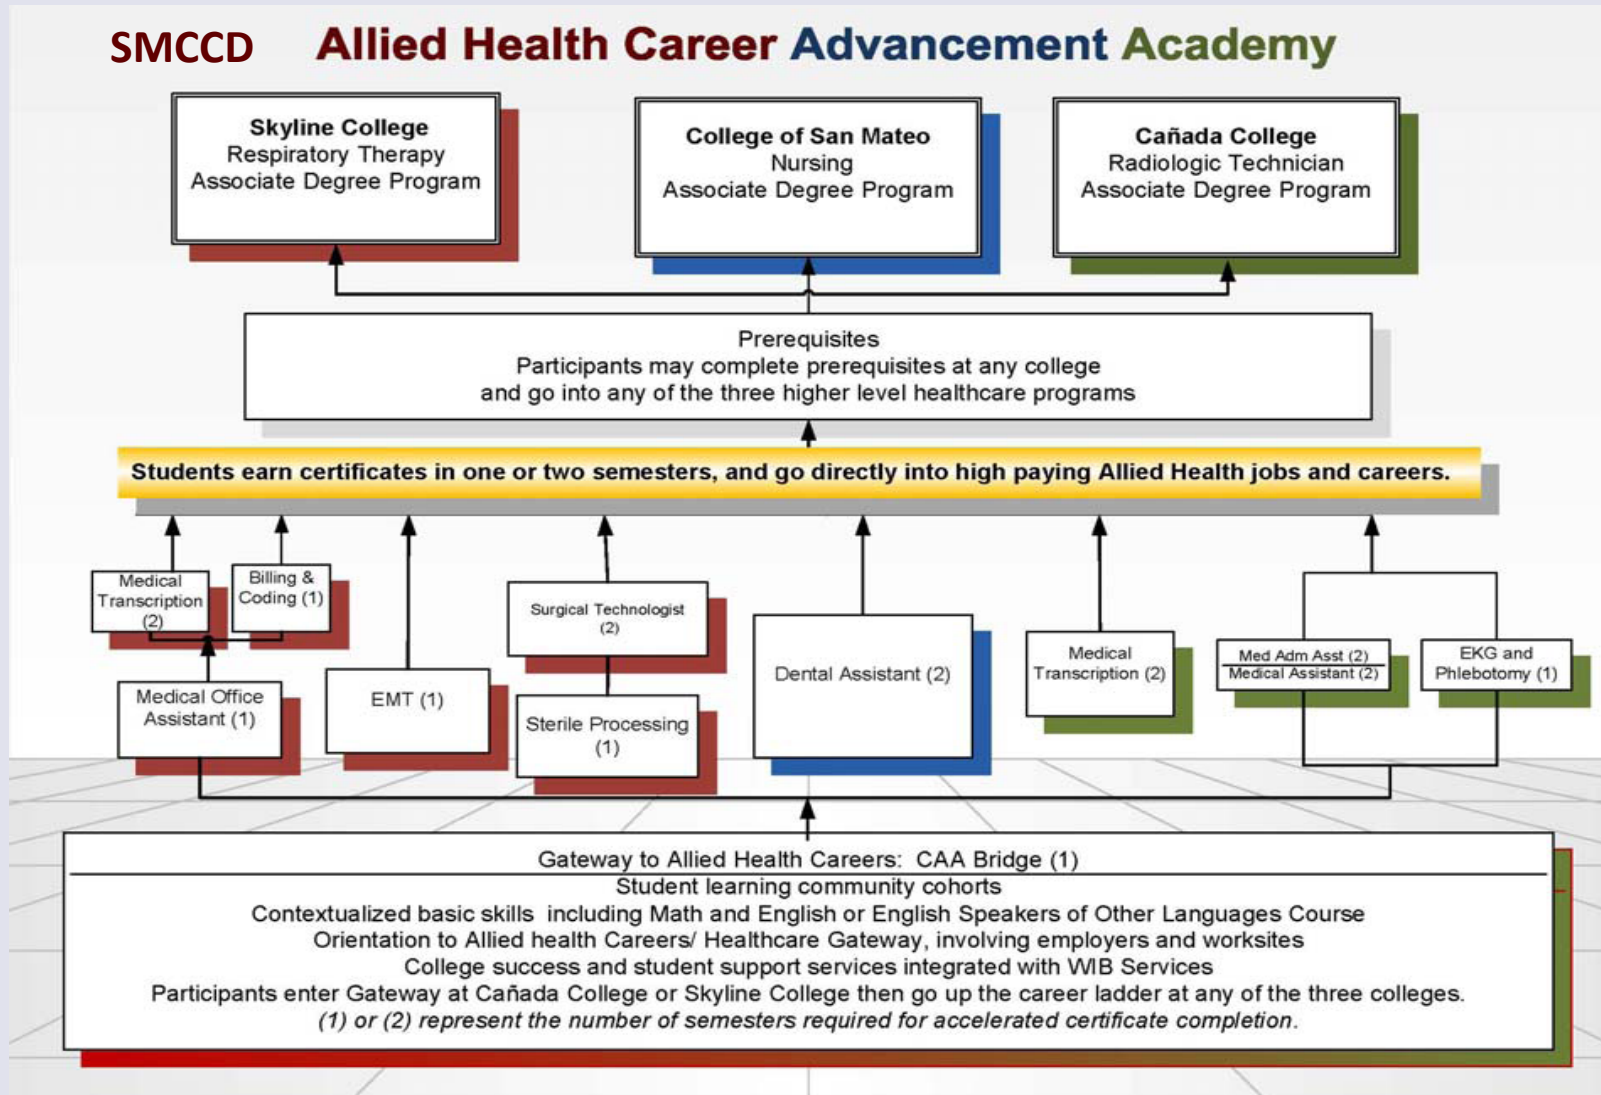 SMCCD Allied Health Career Advancement Academy
Skyline College
Respiratory Therapy
Associate Degree Program
College of San Mateo
Nursing
Associate Degree Program
Cañada College
Radiologic Technician
Associate Degree Program
Prerequisites
Participants may complete prerequisites at any college
and go into any of the three higher level healthcare programs
Students earn certificates in one or two semesters, and go directly into high paying Allied Health jobs and careers.
Medical
Transcription
(2)
Billing &
Coding (1)
Medical Office
Assistant (1)
EMT (1)
Surgical Technologist
(2)
Sterile Processing
(1)
Dental Assistant (2)
Medical
Transcription (2)
Med Adm Asst (2)
Medical Assistant (2)
EKG and
Phlebotomy (1)
Gateway to Allied Health Careers: CAA Bridge (1)
Student learning community cohorts
Contextualized basic skills including Math and English or English Speakers of Other Languages Course
Orientation to Allied health Careers/ Healthcare Gateway, involving employers and worksites
College success and student support services integrated with WIB Services
Participants enter Gateway at Cañada College or Skyline College then go up the career ladder at any of the three colleges.
(1) or (2) represent the number of semesters required for accelerated certificate completion.